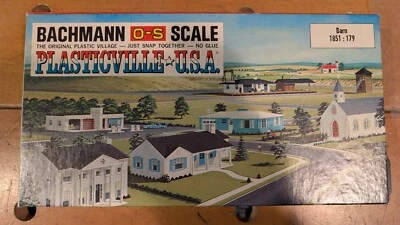 BACHMANN O-S SCALE
THE ORIGINAL PLASTIC VILLAGE — JUST SNAP TOGETHER — NO GLUE
PLASTICVILLE★U.S.A.®
Barn
1851 : 179